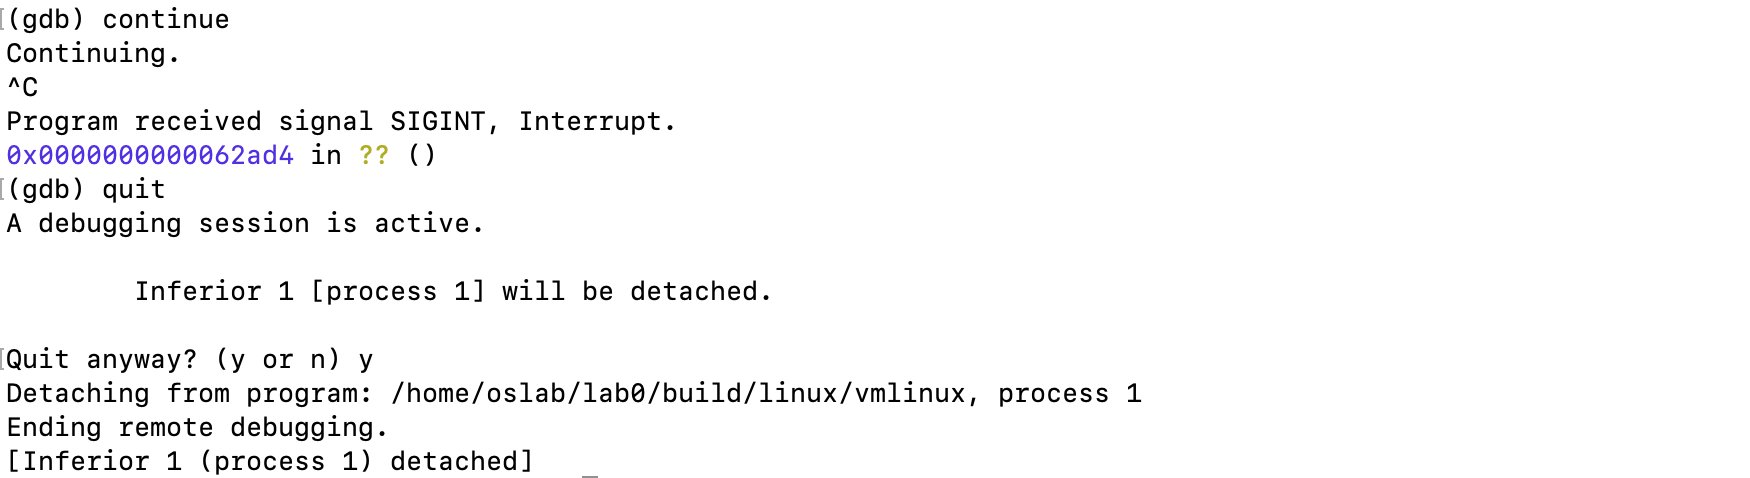 (gdb) continue
Continuing.
^C
Program received signal SIGINT, Interrupt.
0x0000000000062ad4 in ?? ()
(gdb) quit
A debugging session is active.
Inferior 1 [process 1] will be detached.
Quit anyway? (y or n) y
Detaching from program: /home/oslab/lab0/build/linux/vmlinux, process 1
Ending remote debugging.
[Inferior 1 (process 1) detached]